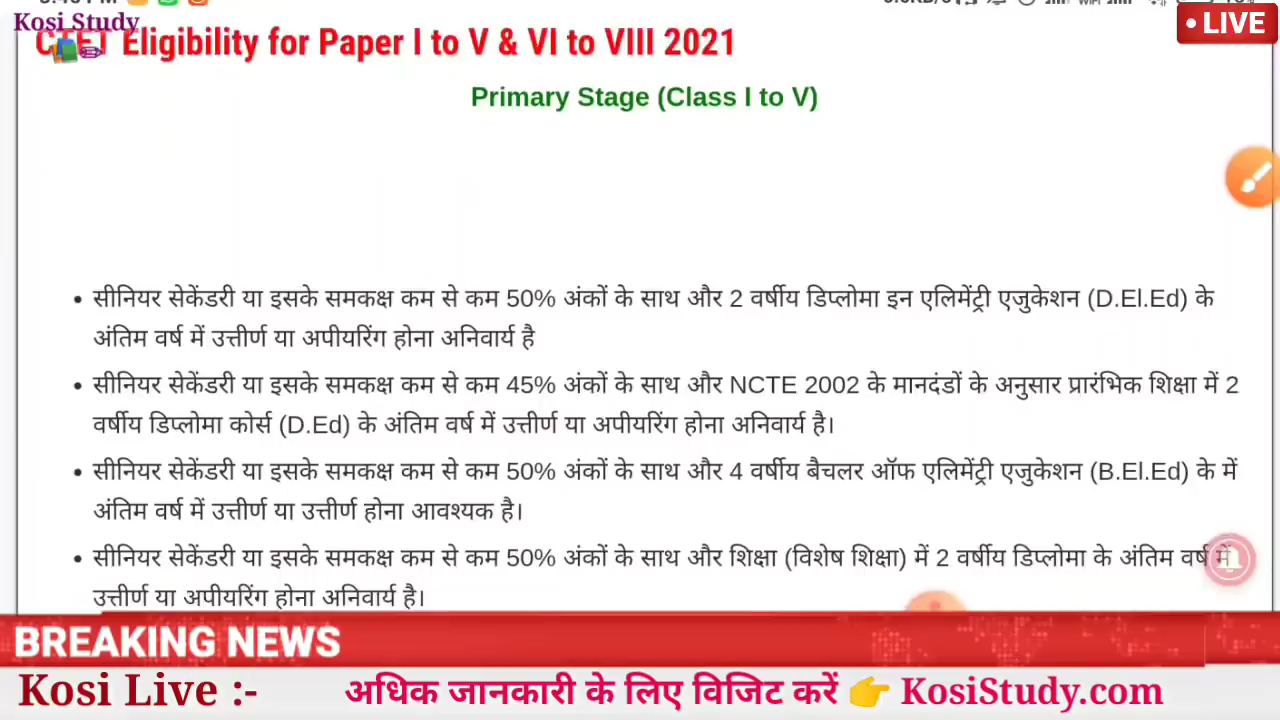 Kosi Study
LIVE
Eligibility for Paper I to V & VI to VIII 2021
Primary Stage (Class I to V)
सीनियर सेकेंडरी या इसके समकक्ष कम से कम 50% अंकों के साथ और 2 वर्षीय डिप्लोमा इन एलिमेंट्री एजुकेशन (D.El.Ed) के
अंतिम वर्ष में उत्तीर्ण या अपीयरिंग होना अनिवार्य है
सीनियर सेकेंडरी या इसके समकक्ष कम से कम 45% अंकों के साथ और NCTE 2002 के मानदंडों के अनुसार प्रारंभिक शिक्षा में 2
वर्षीय डिप्लोमा कोर्स (D.Ed) के अंतिम वर्ष में उत्तीर्ण या अपीयरिंग होना अनिवार्य है।
सीनियर सेकेंडरी या इसके समकक्ष कम से कम 50% अंकों के साथ और 4 वर्षीय बैचलर ऑफ एलिमेंट्री एजुकेशन (B.El.Ed) के में
अंतिम वर्ष में उत्तीर्ण या उत्तीर्ण होना आवश्यक है।
सीनियर सेकेंडरी या इसके समकक्ष कम से कम 50% अंकों के साथ और शिक्षा (विशेष शिक्षा) में 2 वर्षीय डिप्लोमा के अंतिम वर्ष में
उत्तीर्ण या अपीयरिंग होना अनिवार्य है।
BREAKING NEWS
Kosi Live :- अधिक जानकारी के लिए विजिट करें 👉 KosiStudy.com